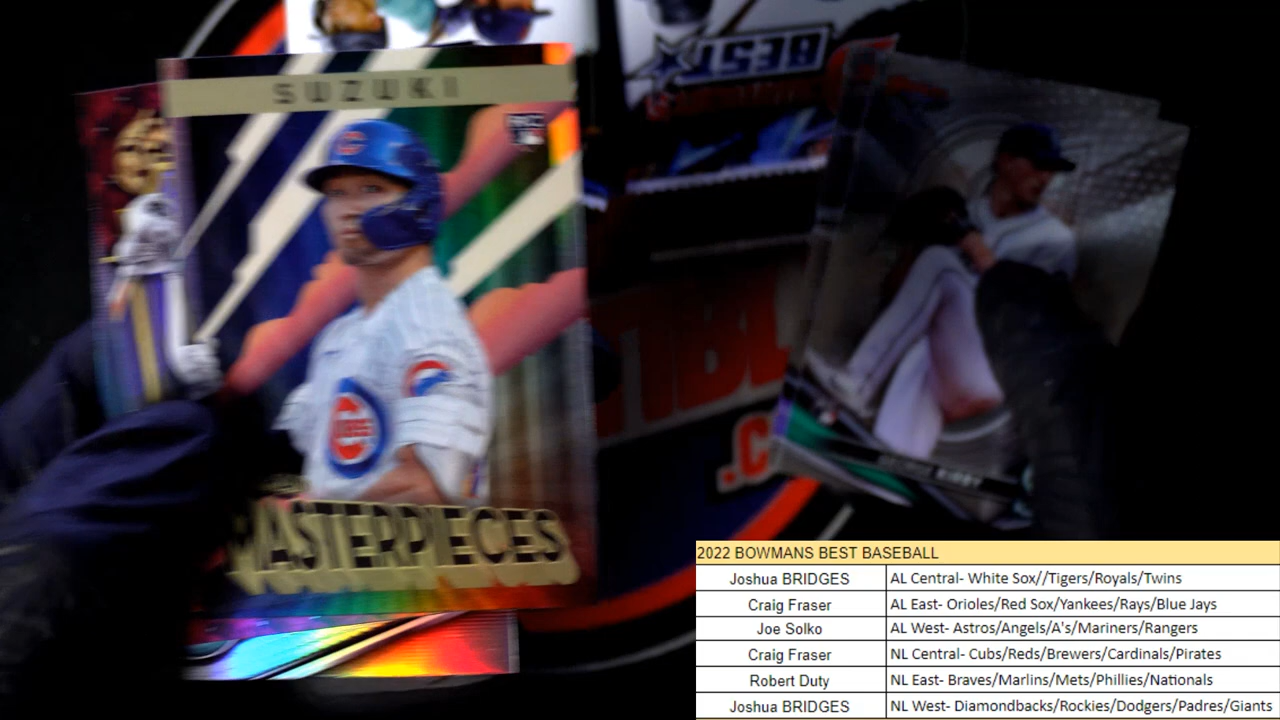 SUZUKI
RC
MASTERPIECES
BEST
.C
2022 BOWMANS BEST BASEBALL
Joshua BRIDGES AL Central- White Sox//Tigers/Royals/Twins
Craig Fraser AL East- Orioles/Red Sox/Yankees/Rays/Blue Jays
Joe Solko AL West- Astros/Angels/A's/Mariners/Rangers
Craig Fraser NL Central- Cubs/Reds/Brewers/Cardinals/Pirates
Robert Duty NL East- Braves/Marlins/Mets/Phillies/Nationals
Joshua BRIDGES NL West- Diamondbacks/Rockies/Dodgers/Padres/Giants